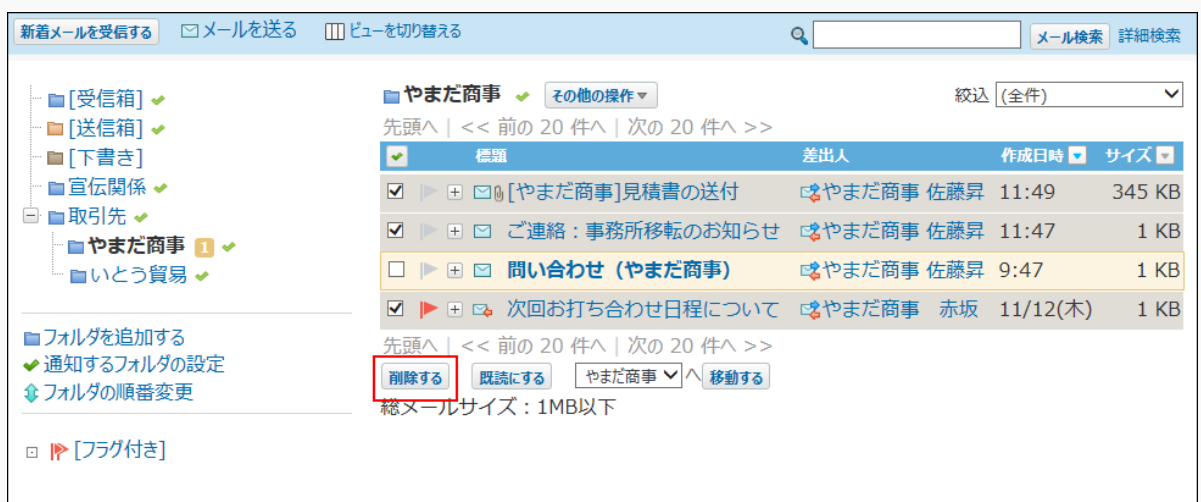 新着メールを受信する メールを送る ビューを切り替える メール検索 詳細検索
[受信箱]
[送信箱]
[下書き]
宣伝関係
取引先
やまだ商事 1
いとう貿易
フォルダを追加する
通知するフォルダの設定
フォルダの順番変更
[フラグ付き]
やまだ商事 その他の操作 絞込 (全件)
先頭へ | << 前の 20 件へ | 次の 20 件へ >>
標題 差出人 作成日時 サイズ
[やまだ商事]見積書の送付 やまだ商事 佐藤昇 11:49 345 KB
ご連絡：事務所移転のお知らせ やまだ商事 佐藤昇 11:47 1 KB
問い合わせ（やまだ商事） やまだ商事 佐藤昇 9:47 1 KB
次回お打ち合わせ日程について やまだ商事 赤坂 11/12(木) 1 KB
先頭へ | << 前の 20 件へ | 次の 20 件へ >>
削除する 既読にする やまだ商事 へ 移動する
総メールサイズ：1MB以下